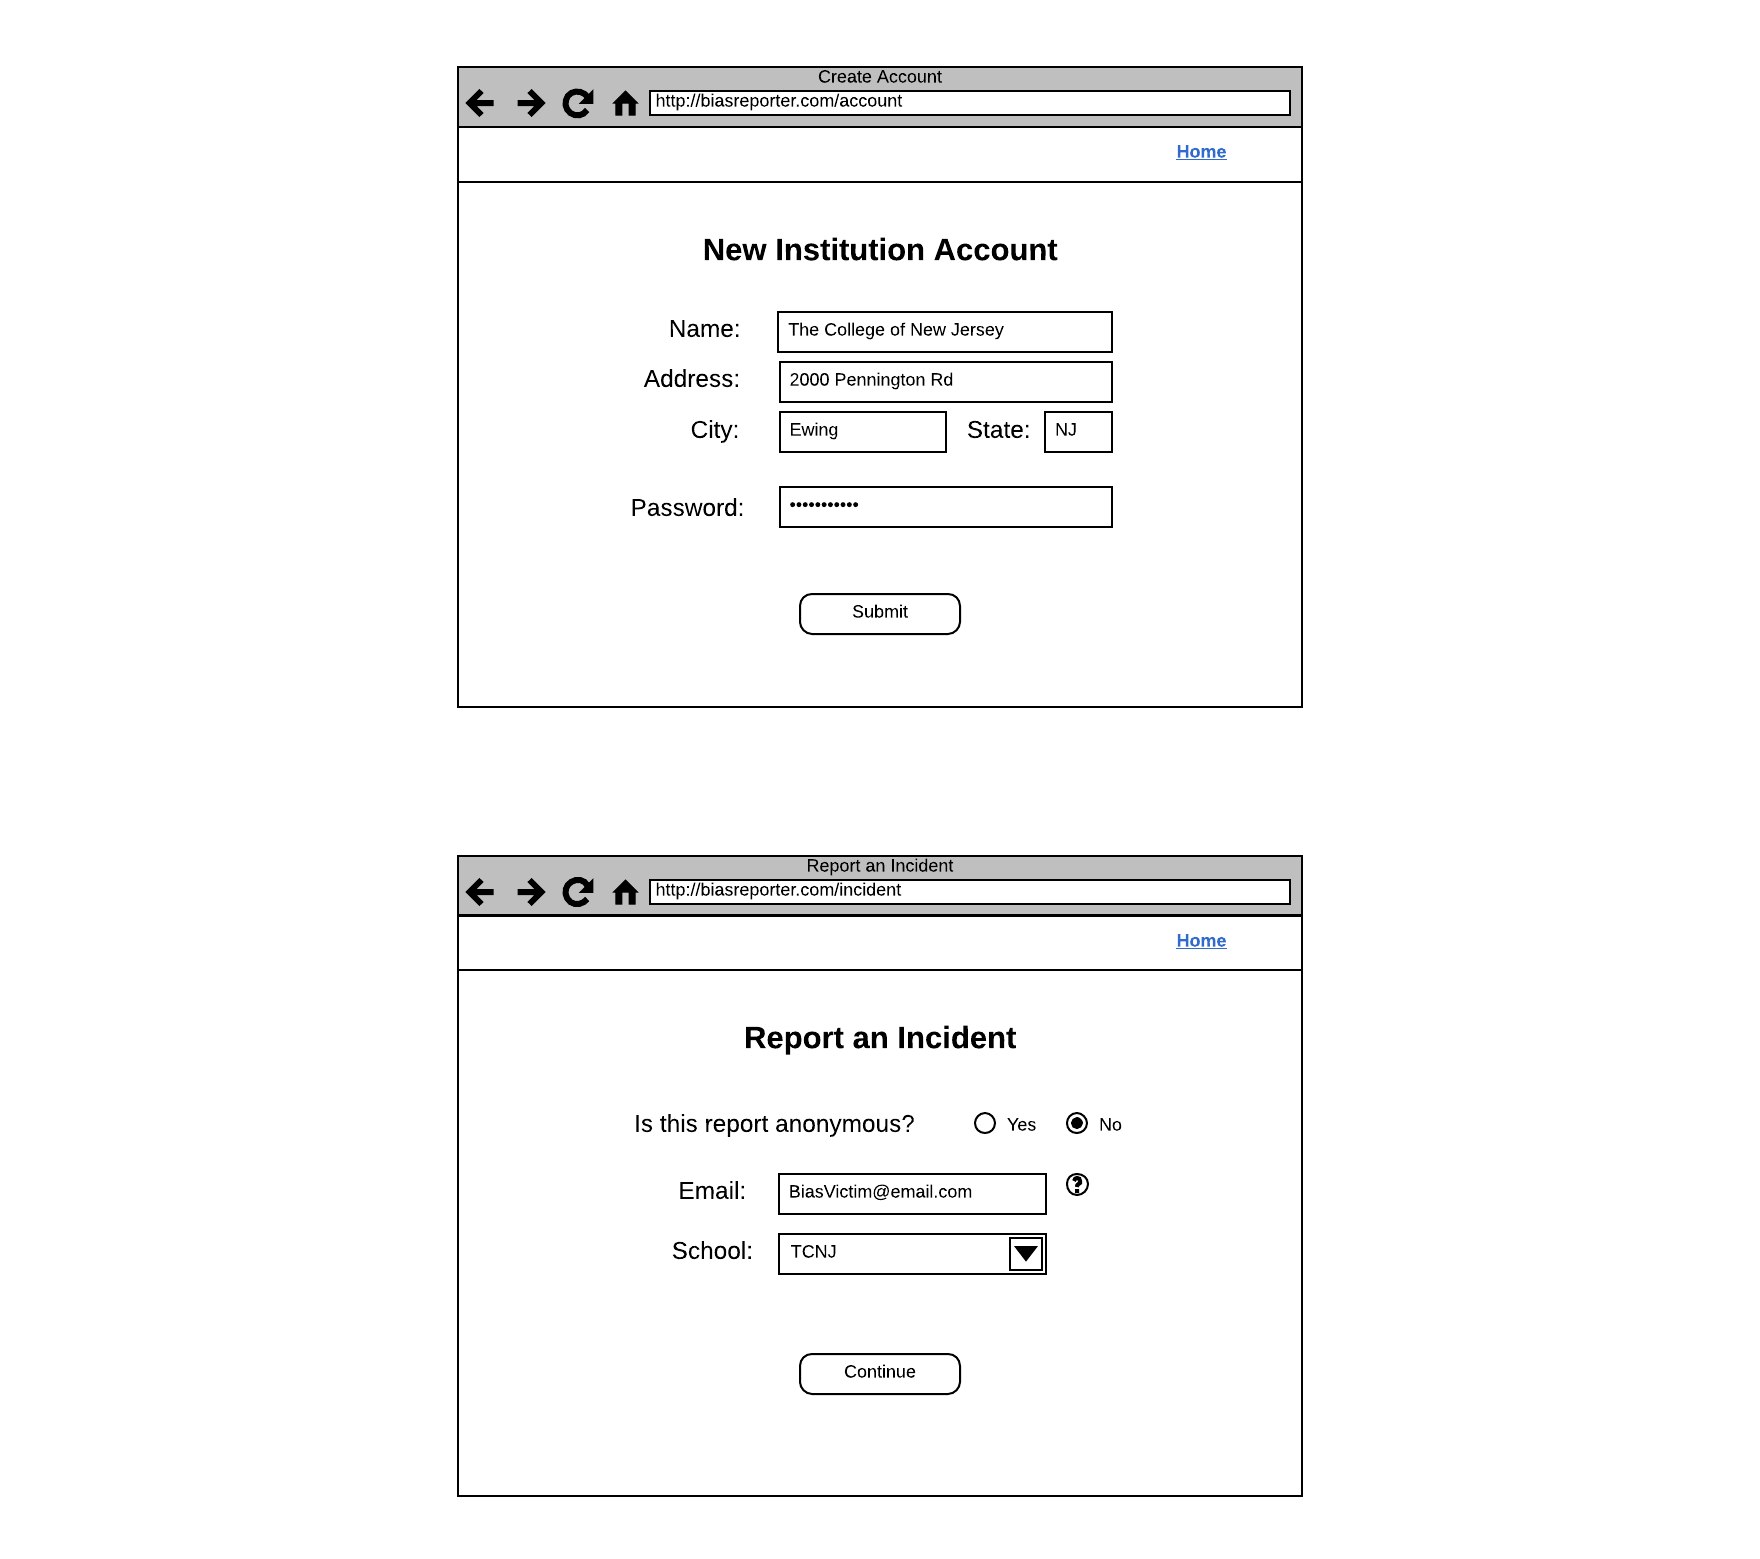 Create Account
http://biasreporter.com/account
Home
New Institution Account
Name: The College of New Jersey
Address: 2000 Pennington Rd
City: Ewing State: NJ
Password: •••••••••••
Submit
Report an Incident
http://biasreporter.com/incident
Home
Report an Incident
Is this report anonymous? Yes No
Email: BiasVictim@email.com ?
School: TCNJ
Continue